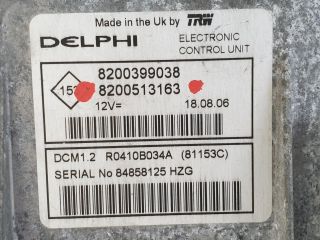 Made in the Uk by TRW
DELPHI
ELECTRONIC
CONTROL UNIT
8200399038
8200513163
12V=
18.08.06
DCM1.2 R0410B034A (81153C)
SERIAL No 84858125 HZG